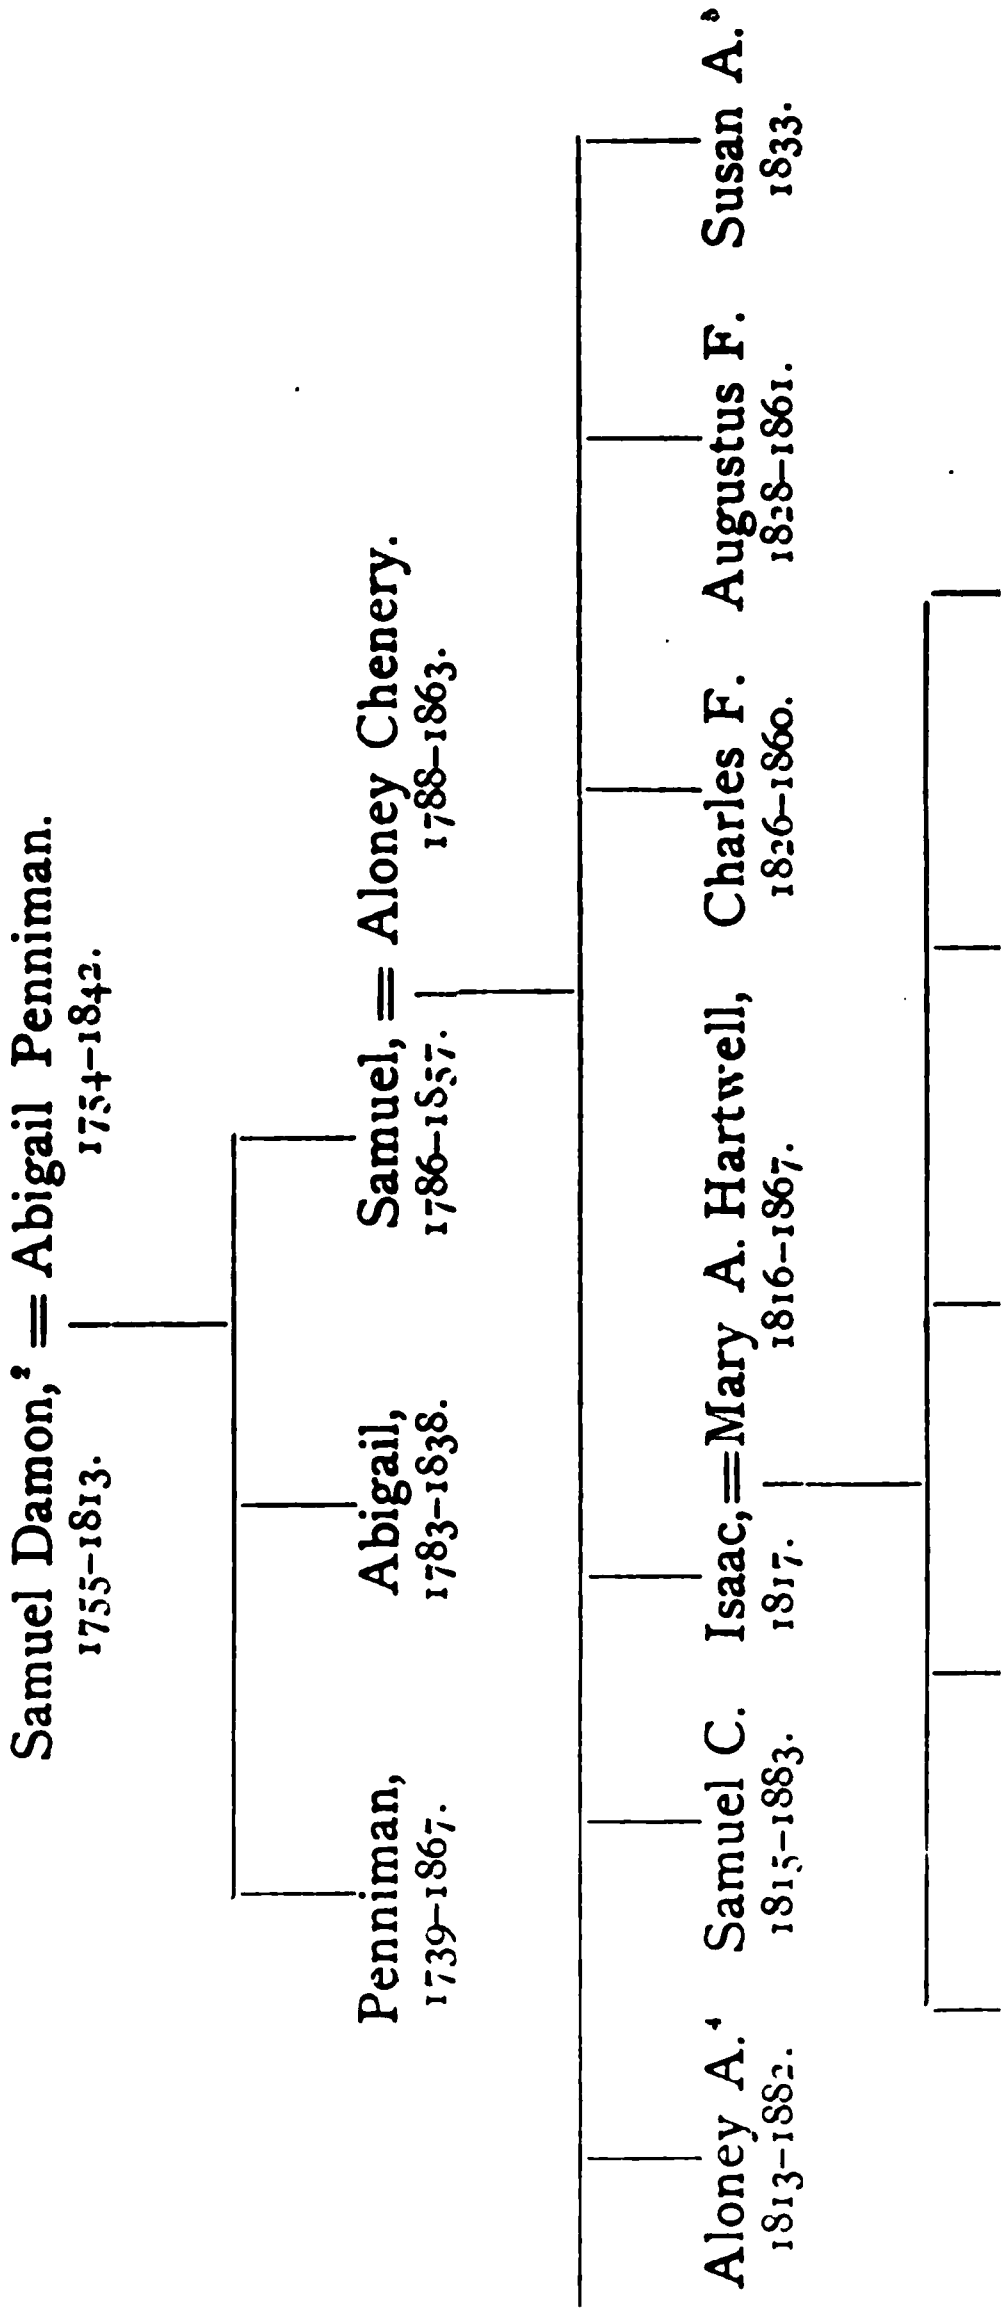 Samuel Damon,² = Abigail Penniman.
1755–1813. 1754–1842.
Penniman, Abigail, Samuel, = Aloney Chenery.
1739–1867. 1783–1838. 1786–1857. 1788–1863.
Aloney A.⁴ Samuel C. Isaac,=Mary A. Hartwell, Charles F. Augustus F. Susan A.⁵
1813–1882. 1815–1883. 1817. 1816–1867. 1826–1860. 1828–1861. 1833.